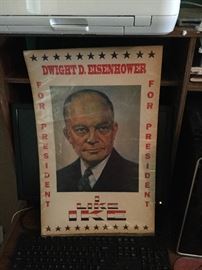 DWIGHT D. EISENHOWER
FOR PRESIDENT
FOR PRESIDENT
I
LIKE
IKE